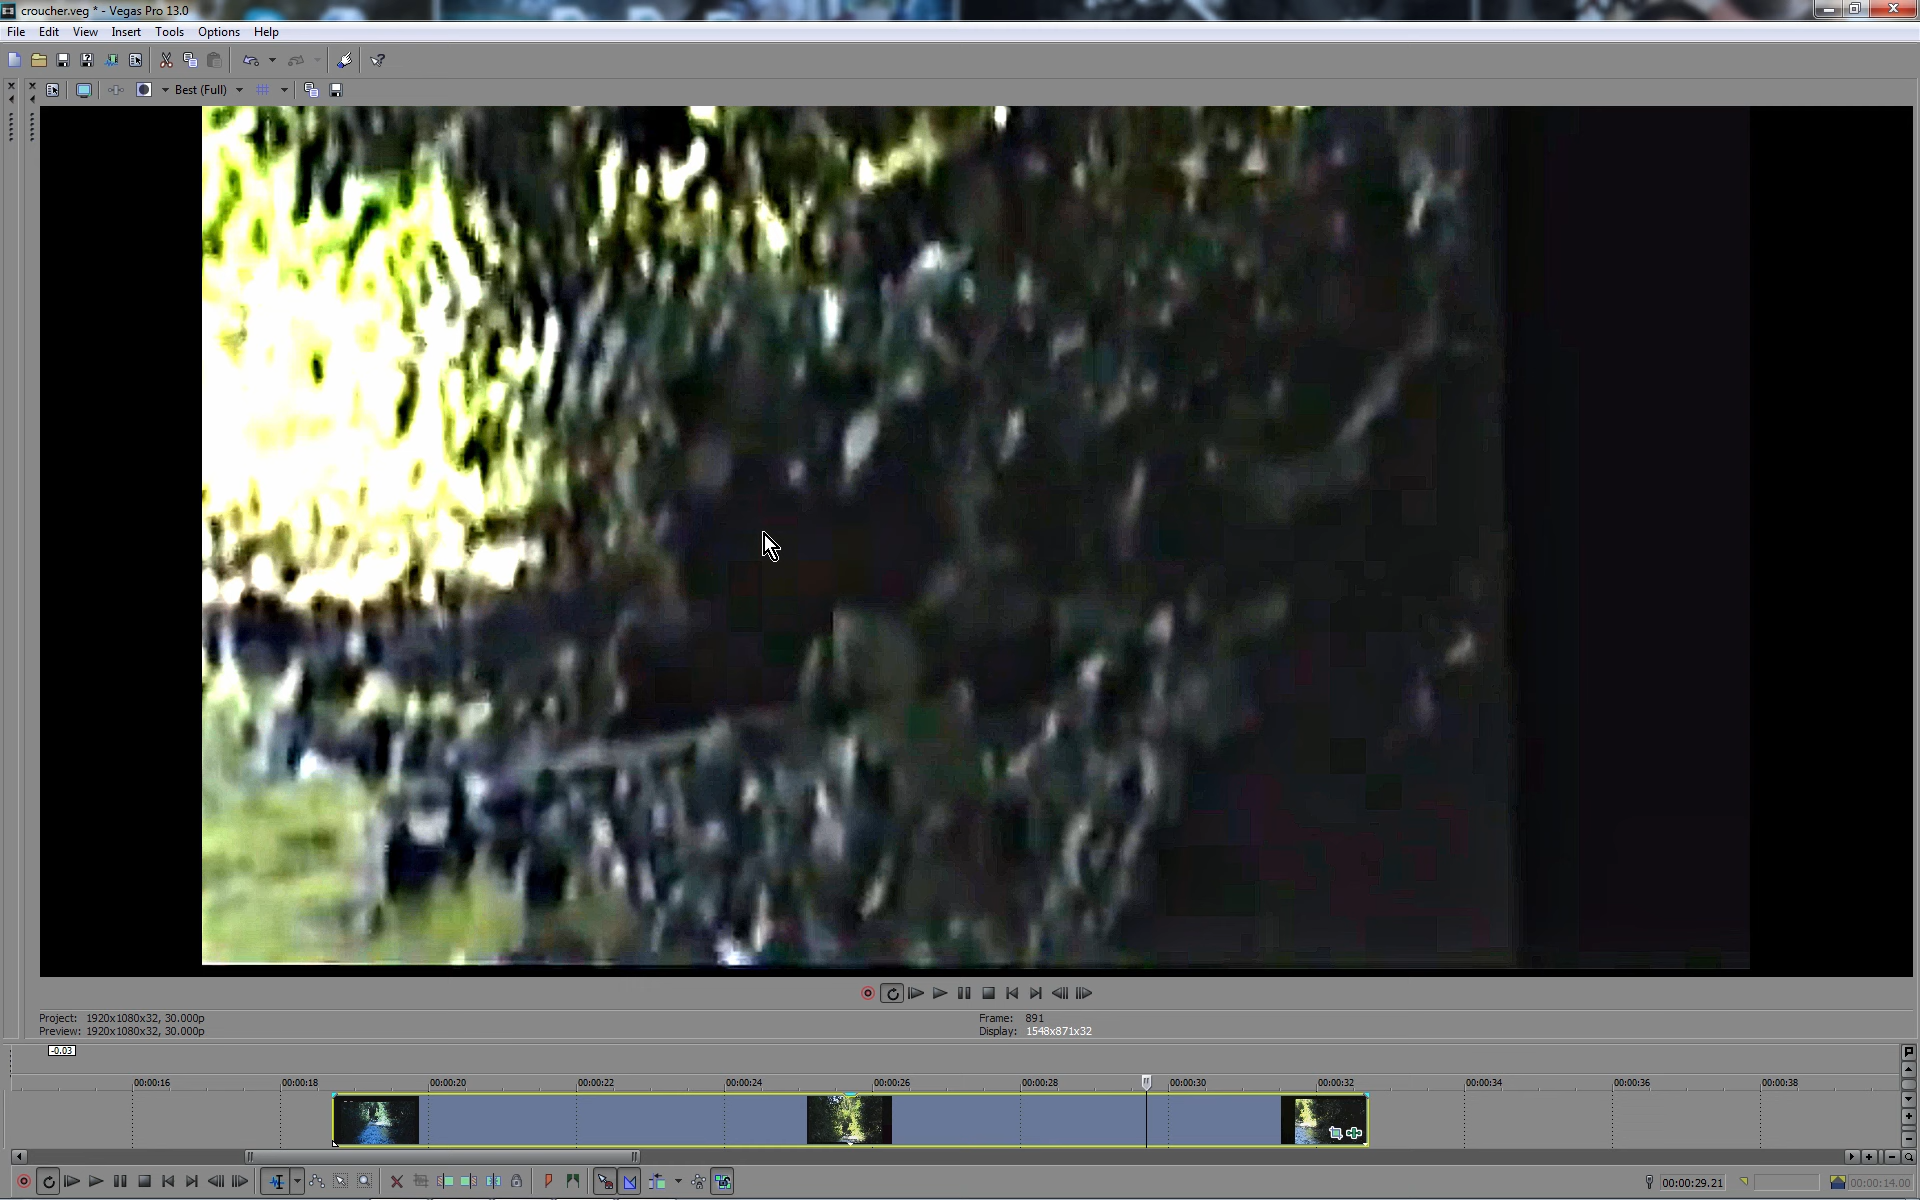 croucher.veg * - Vegas Pro 13.0
File Edit View Insert Tools Options Help
Best (Full)
Project: 1920x1080x32, 30.000p
Preview: 1920x1080x32, 30.000p
Frame: 891
Display: 1548x871x32
-0.03
00:00:16 00:00:18 00:00:20 00:00:22 00:00:24 00:00:26 00:00:28 00:00:30 00:00:32 00:00:34 00:00:36 00:00:38
00:00:29.21 00:00:14.00